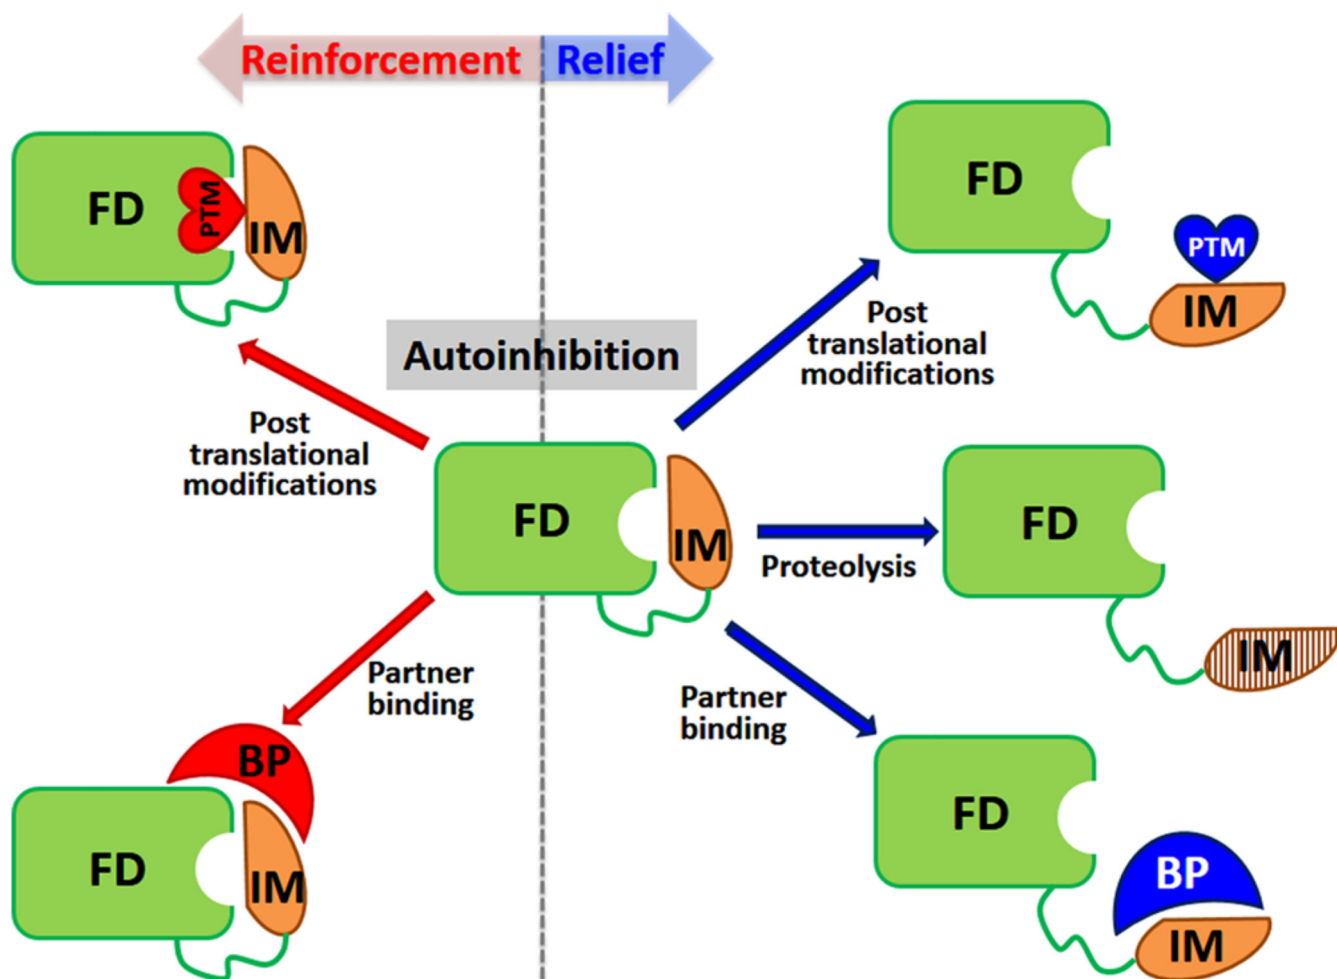 Reinforcement Relief
FD
PTM
IM
FD
PTM
IM
Post
translational
modifications
Autoinhibition
Post
translational
modifications
FD
IM
Proteolysis
FD
IM
Partner
binding
Partner
binding
BP
FD
IM
FD
BP
IM